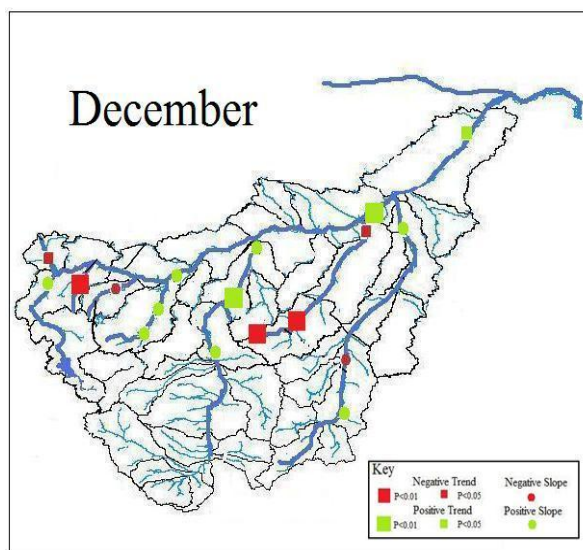 December
Key
Negative Trend Negative Slope
P<0.01 P<0.05
Positive Trend Positive Slope
P<0.01 P<0.05